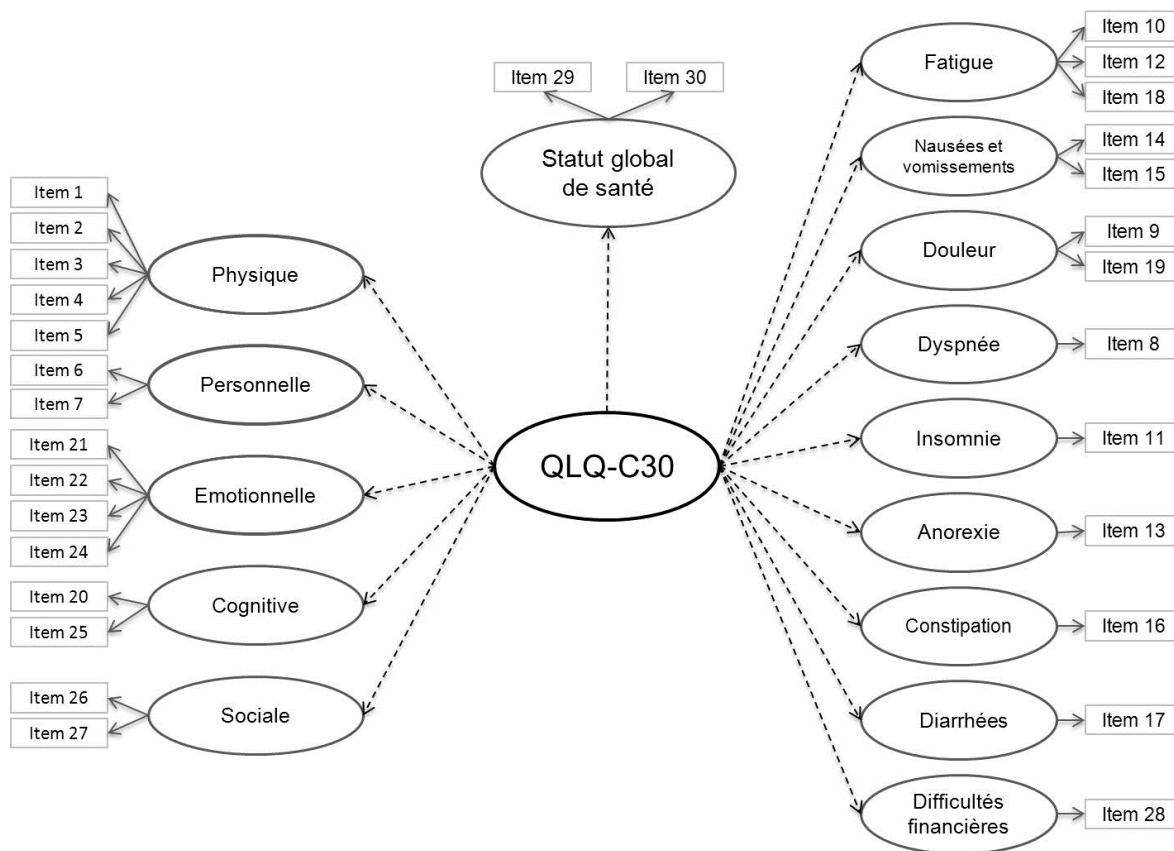 Item 29
Item 30
Statut global
de santé
Item 1
Item 2
Item 3
Item 4
Item 5
Physique
Item 6
Item 7
Personnelle
Item 21
Item 22
Item 23
Item 24
Emotionnelle
Item 20
Item 25
Cognitive
Item 26
Item 27
Sociale
QLQ-C30
Fatigue
Item 10
Item 12
Item 18
Nausées et
vomissements
Item 14
Item 15
Douleur
Item 9
Item 19
Dyspnée
Item 8
Insomnie
Item 11
Anorexie
Item 13
Constipation
Item 16
Diarrhées
Item 17
Difficultés
financières
Item 28